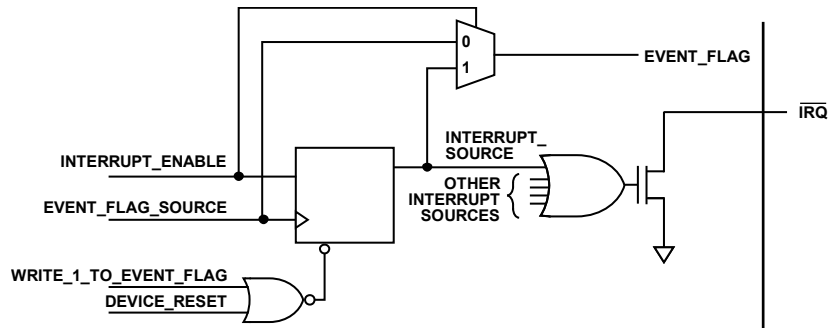 0
1
EVENT_FLAG
IRQ
INTERRUPT_
SOURCE
INTERRUPT_ENABLE
OTHER
INTERRUPT
SOURCES
EVENT_FLAG_SOURCE
WRITE_1_TO_EVENT_FLAG
DEVICE_RESET